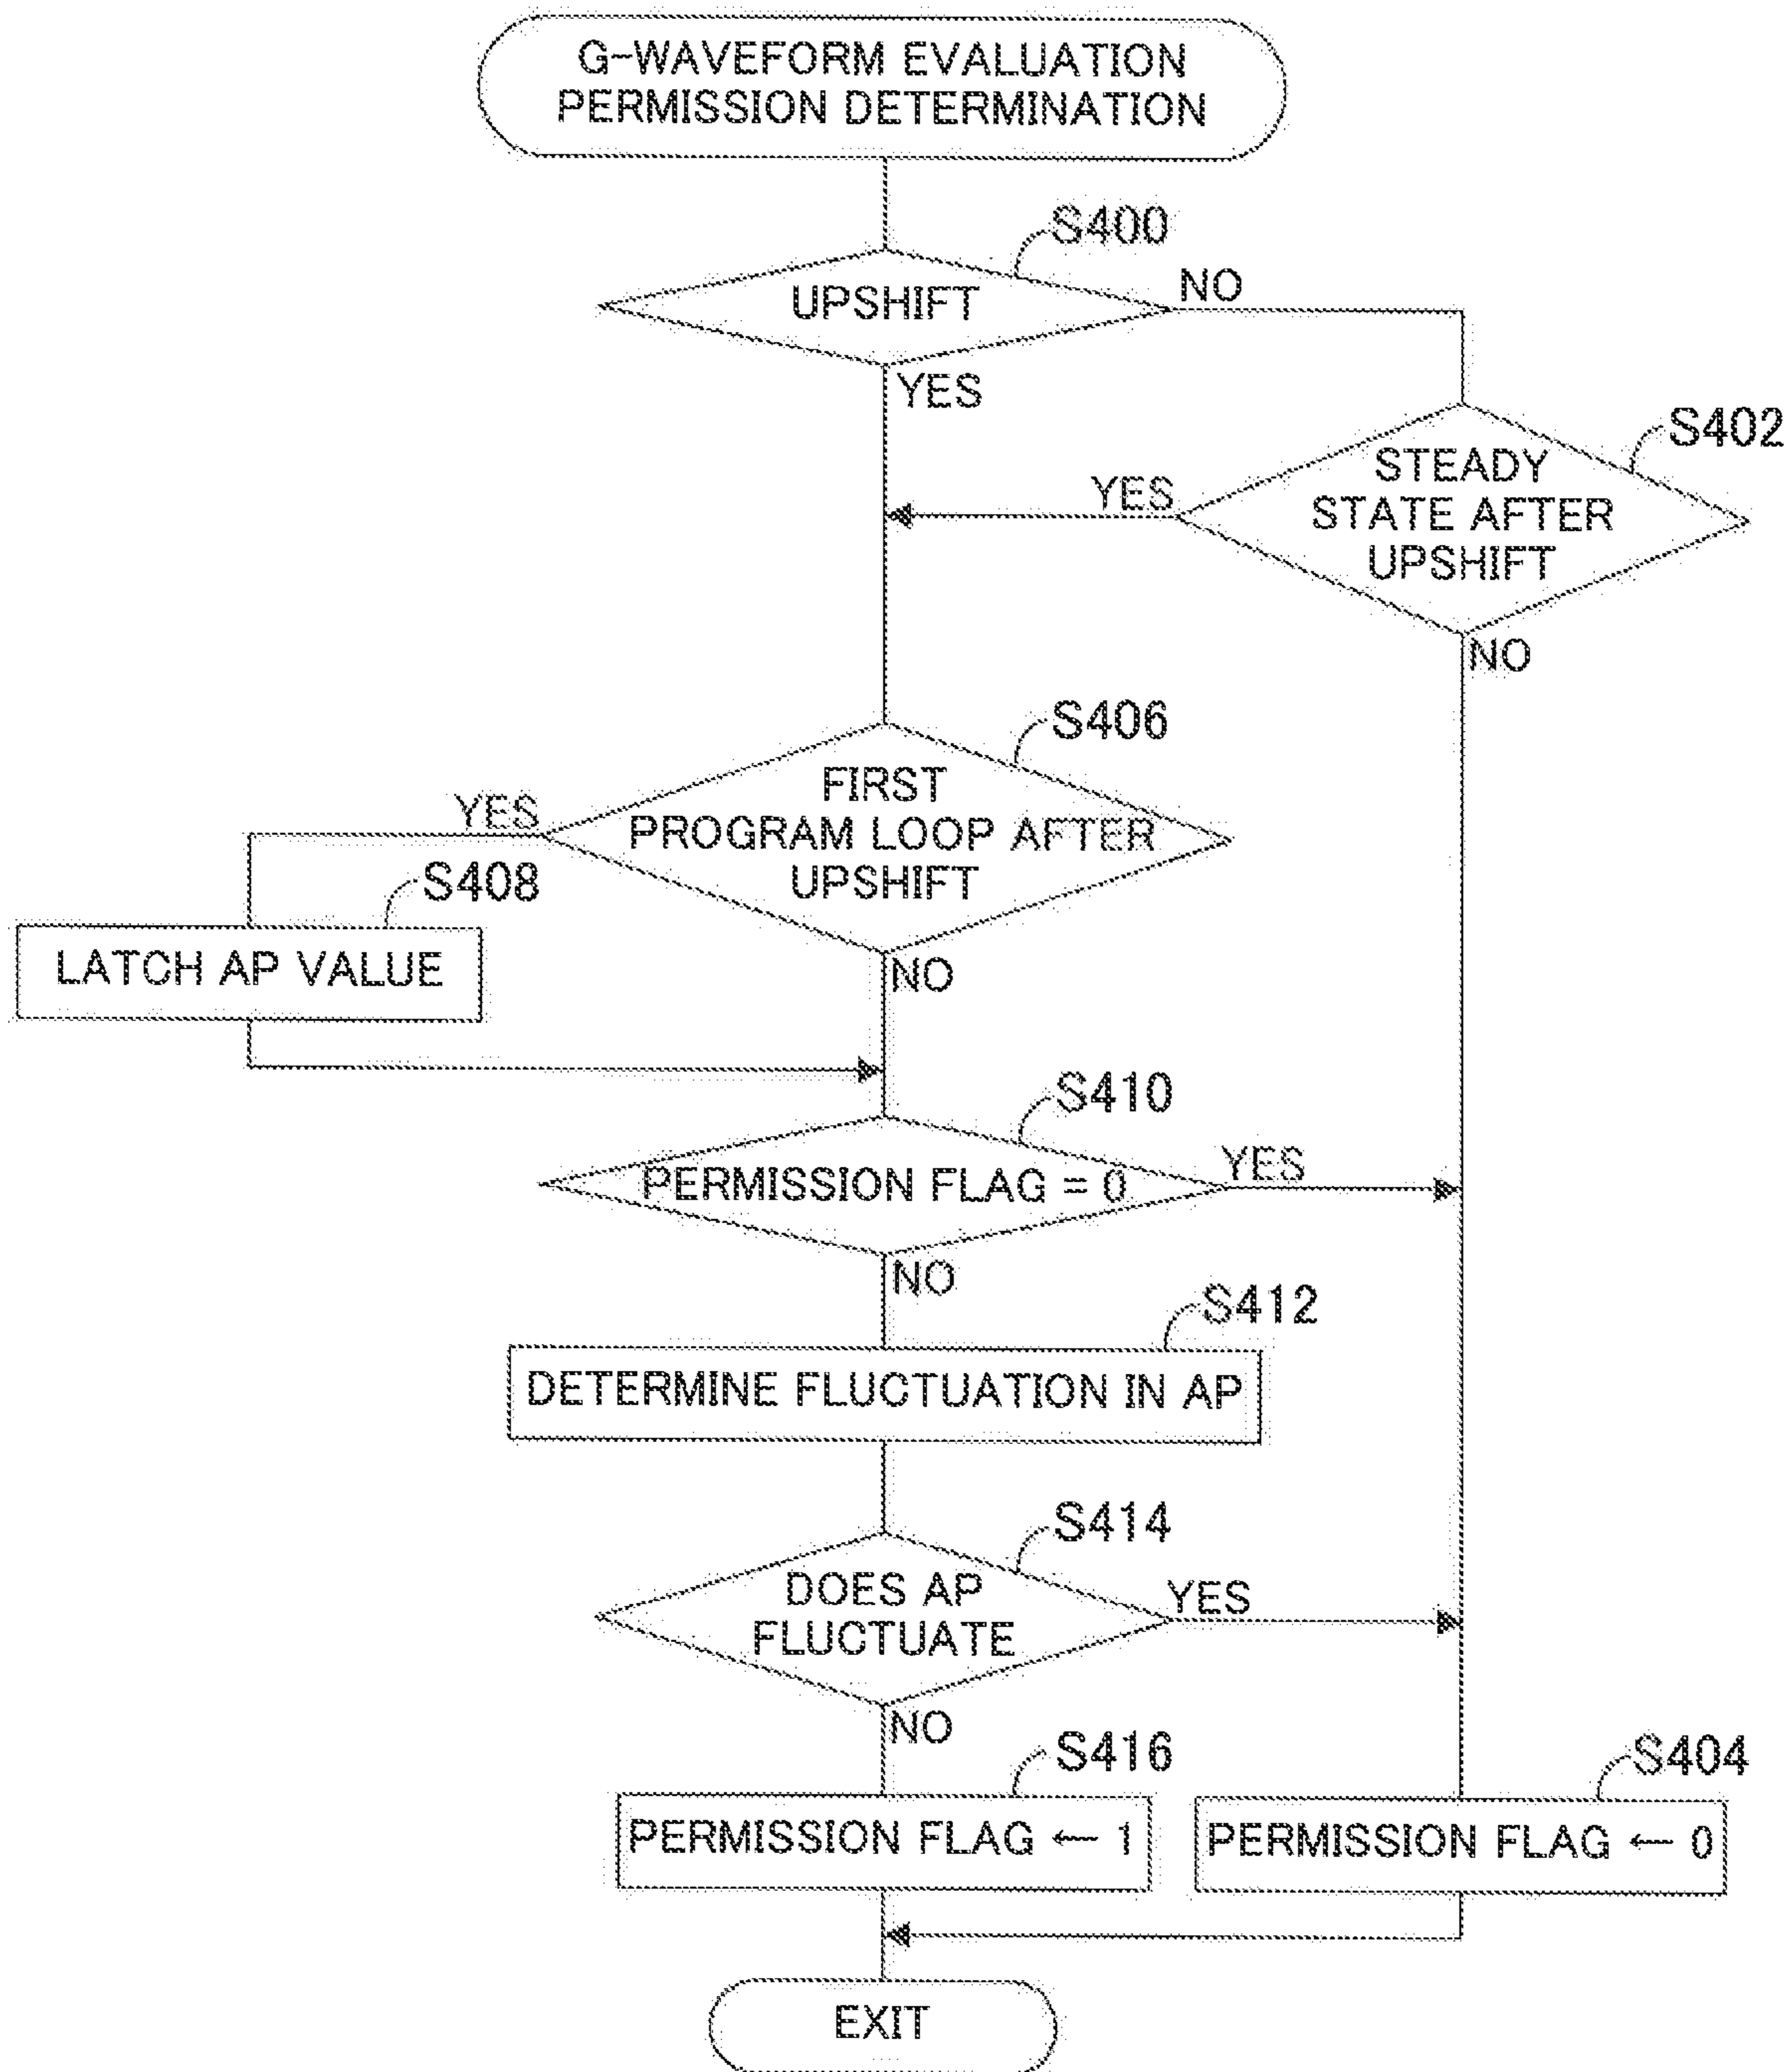 G-WAVEFORM EVALUATION
PERMISSION DETERMINATION
S400
UPSHIFT
NO
YES
S402
STEADY
STATE AFTER
UPSHIFT
YES
NO
S406
FIRST
PROGRAM LOOP AFTER
UPSHIFT
YES
S408
LATCH AP VALUE
NO
S410
PERMISSION FLAG = 0
YES
NO
S412
DETERMINE FLUCTUATION IN AP
S414
DOES AP
FLUCTUATE
YES
NO
S416
PERMISSION FLAG ← 1
S404
PERMISSION FLAG ← 0
EXIT